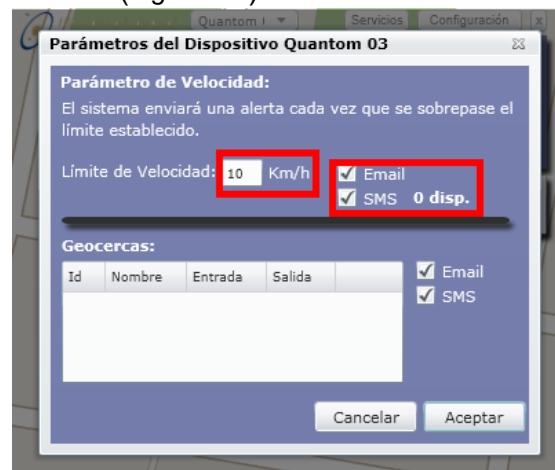 Quantom
Servicios
Configuración
x
Parámetros del Dispositivo Quantom 03
Parámetro de Velocidad:
El sistema enviará una alerta cada vez que se sobrepase el
límite establecido.
Límite de Velocidad: 10 Km/h
Email
SMS 0 disp.
Geocercas:
Id Nombre Entrada Salida
Email
SMS
Cancelar Aceptar